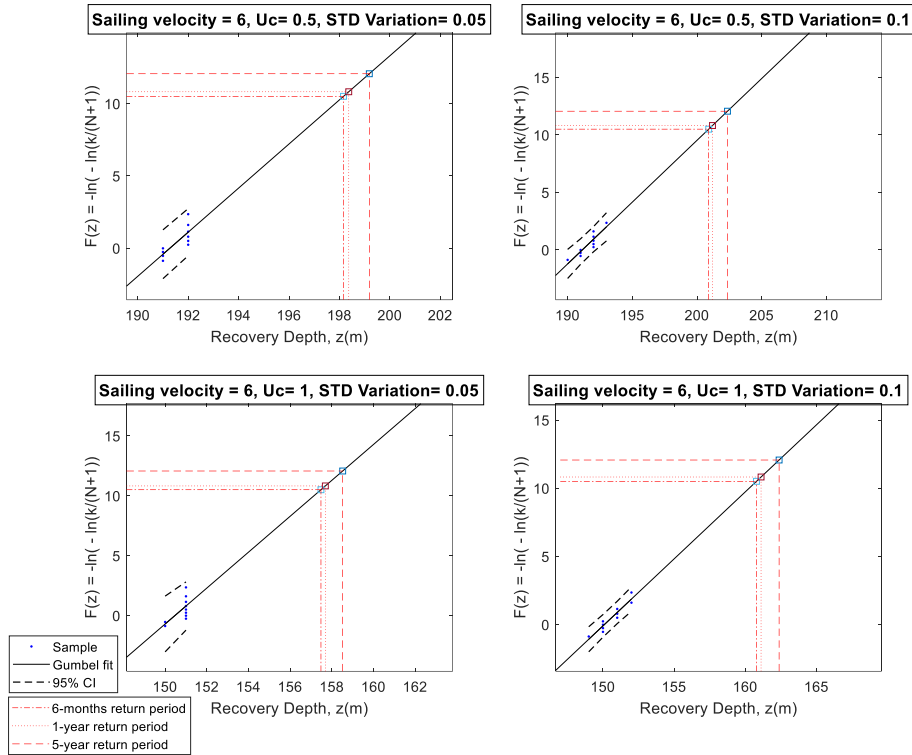 Sailing velocity = 6, Uc= 0.5, STD Variation= 0.05
F(z) = -ln( - ln(k/(N+1))
10
5
0
190 192 194 196 198 200 202
Recovery Depth, z(m)
Sailing velocity = 6, Uc= 0.5, STD Variation= 0.1
F(z) = -ln( - ln(k/(N+1))
15
10
5
0
190 195 200 205 210
Recovery Depth, z(m)
Sailing velocity = 6, Uc= 1, STD Variation= 0.05
F(z) = -ln( - ln(k/(N+1))
15
10
5
0
150 152 154 156 158 160 162
Recovery Depth, z(m)
Sailing velocity = 6, Uc= 1, STD Variation= 0.1
F(z) = -ln( - ln(k/(N+1))
15
10
5
0
150 155 160 165
Recovery Depth, z(m)
Sample
Gumbel fit
95% CI
6-months return period
1-year return period
5-year return period